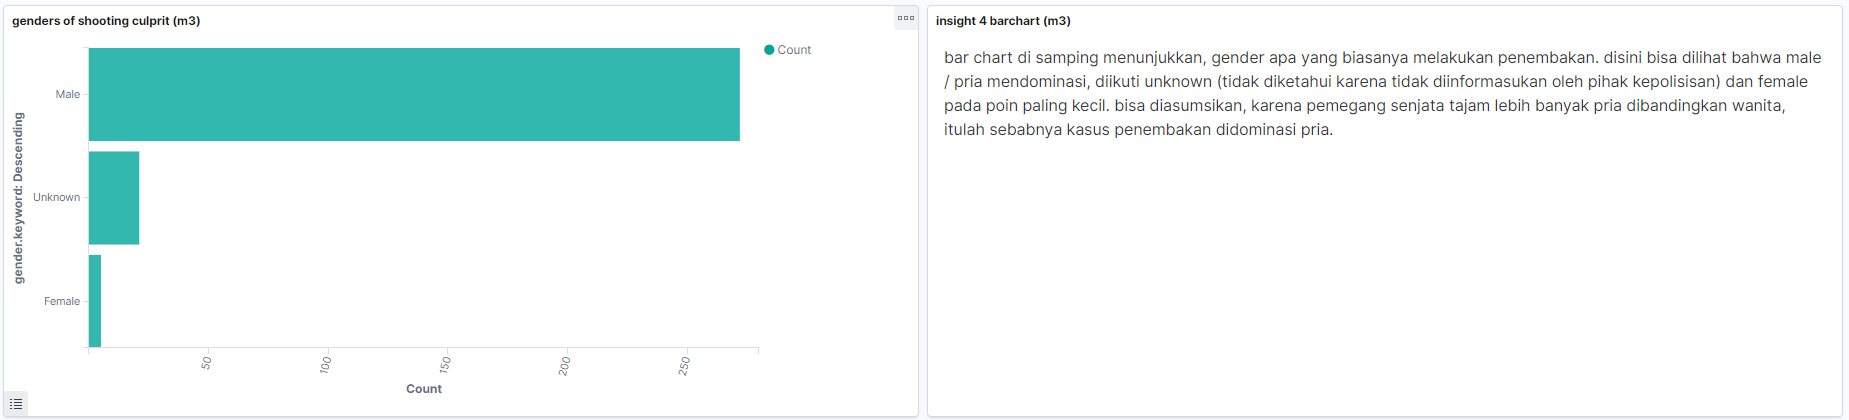 genders of shooting culprit (m3)
Count
gender.keyword: Descending
Male
Unknown
Female
50
100
150
200
250
Count
insight 4 barchart (m3)
bar chart di samping menunjukkan, gender apa yang biasanya melakukan penembakan. disini bisa dilihat bahwa male
/ pria mendominasi, diikuti unknown (tidak diketahui karena tidak diinformasukan oleh pihak kepolisisan) dan female
pada poin paling kecil. bisa diasumsikan, karena pemegang senjata tajam lebih banyak pria dibandingkan wanita,
itulah sebabnya kasus penembakan didominasi pria.